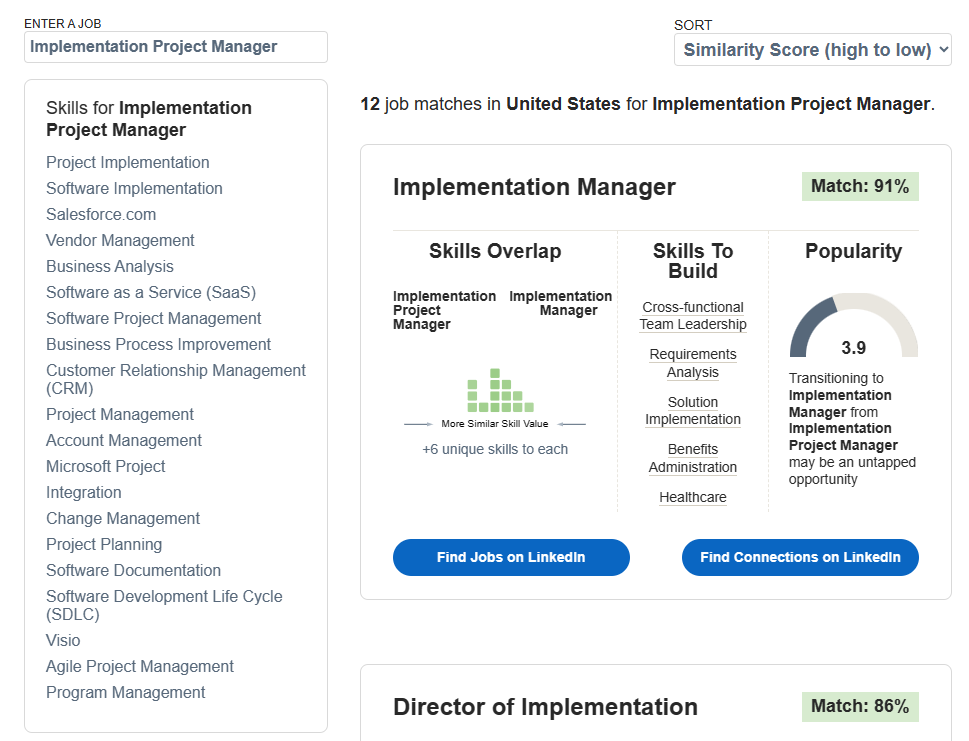 ENTER A JOB
Implementation Project Manager
SORT
Similarity Score (high to low)
Skills for Implementation
Project Manager
Project Implementation
Software Implementation
Salesforce.com
Vendor Management
Business Analysis
Software as a Service (SaaS)
Software Project Management
Business Process Improvement
Customer Relationship Management
(CRM)
Project Management
Account Management
Microsoft Project
Integration
Change Management
Project Planning
Software Documentation
Software Development Life Cycle
(SDLC)
Visio
Agile Project Management
Program Management
12 job matches in United States for Implementation Project Manager.
Implementation Manager
Match: 91%
Skills Overlap
Implementation
Project
Manager
Implementation
Manager
More Similar Skill Value
+6 unique skills to each
Skills To
Build
Cross-functional
Team Leadership
Requirements
Analysis
Solution
Implementation
Benefits
Administration
Healthcare
Popularity
3.9
Transitioning to
Implementation
Manager from
Implementation
Project Manager
may be an untapped
opportunity
Find Jobs on LinkedIn
Find Connections on LinkedIn
Director of Implementation
Match: 86%